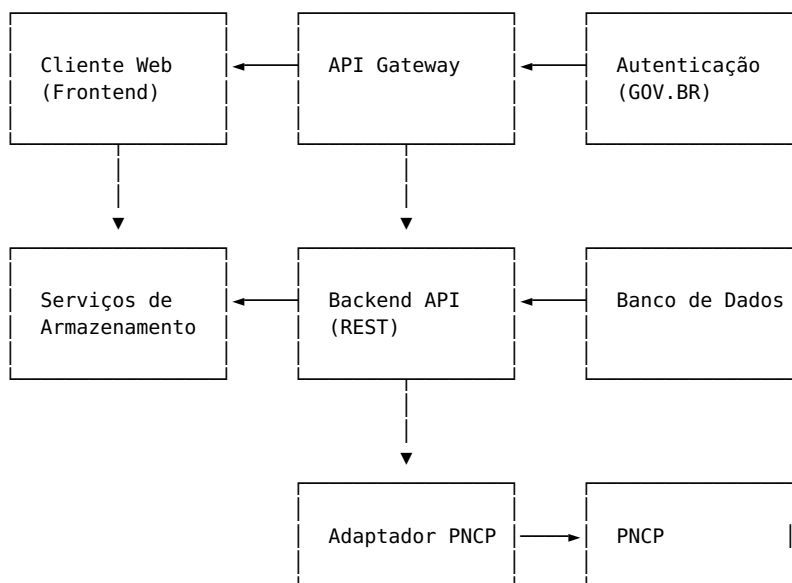 Cliente Web
(Frontend)
API Gateway
Autenticação
(GOV.BR)
Serviços de
Armazenamento
Backend API
(REST)
Banco de Dados
Adaptador PNCP
PNCP